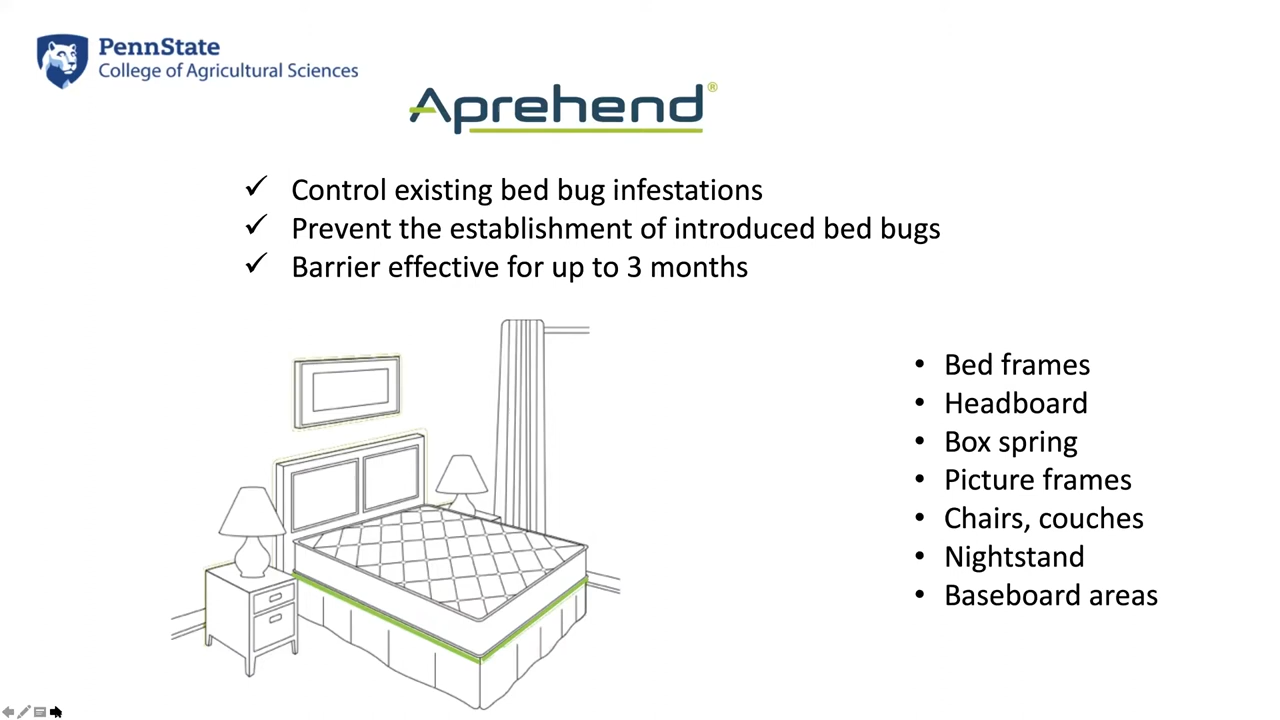 PennState
College of Agricultural Sciences
Aprehend®
✓ Control existing bed bug infestations
✓ Prevent the establishment of introduced bed bugs
✓ Barrier effective for up to 3 months
• Bed frames
• Headboard
• Box spring
• Picture frames
• Chairs, couches
• Nightstand
• Baseboard areas